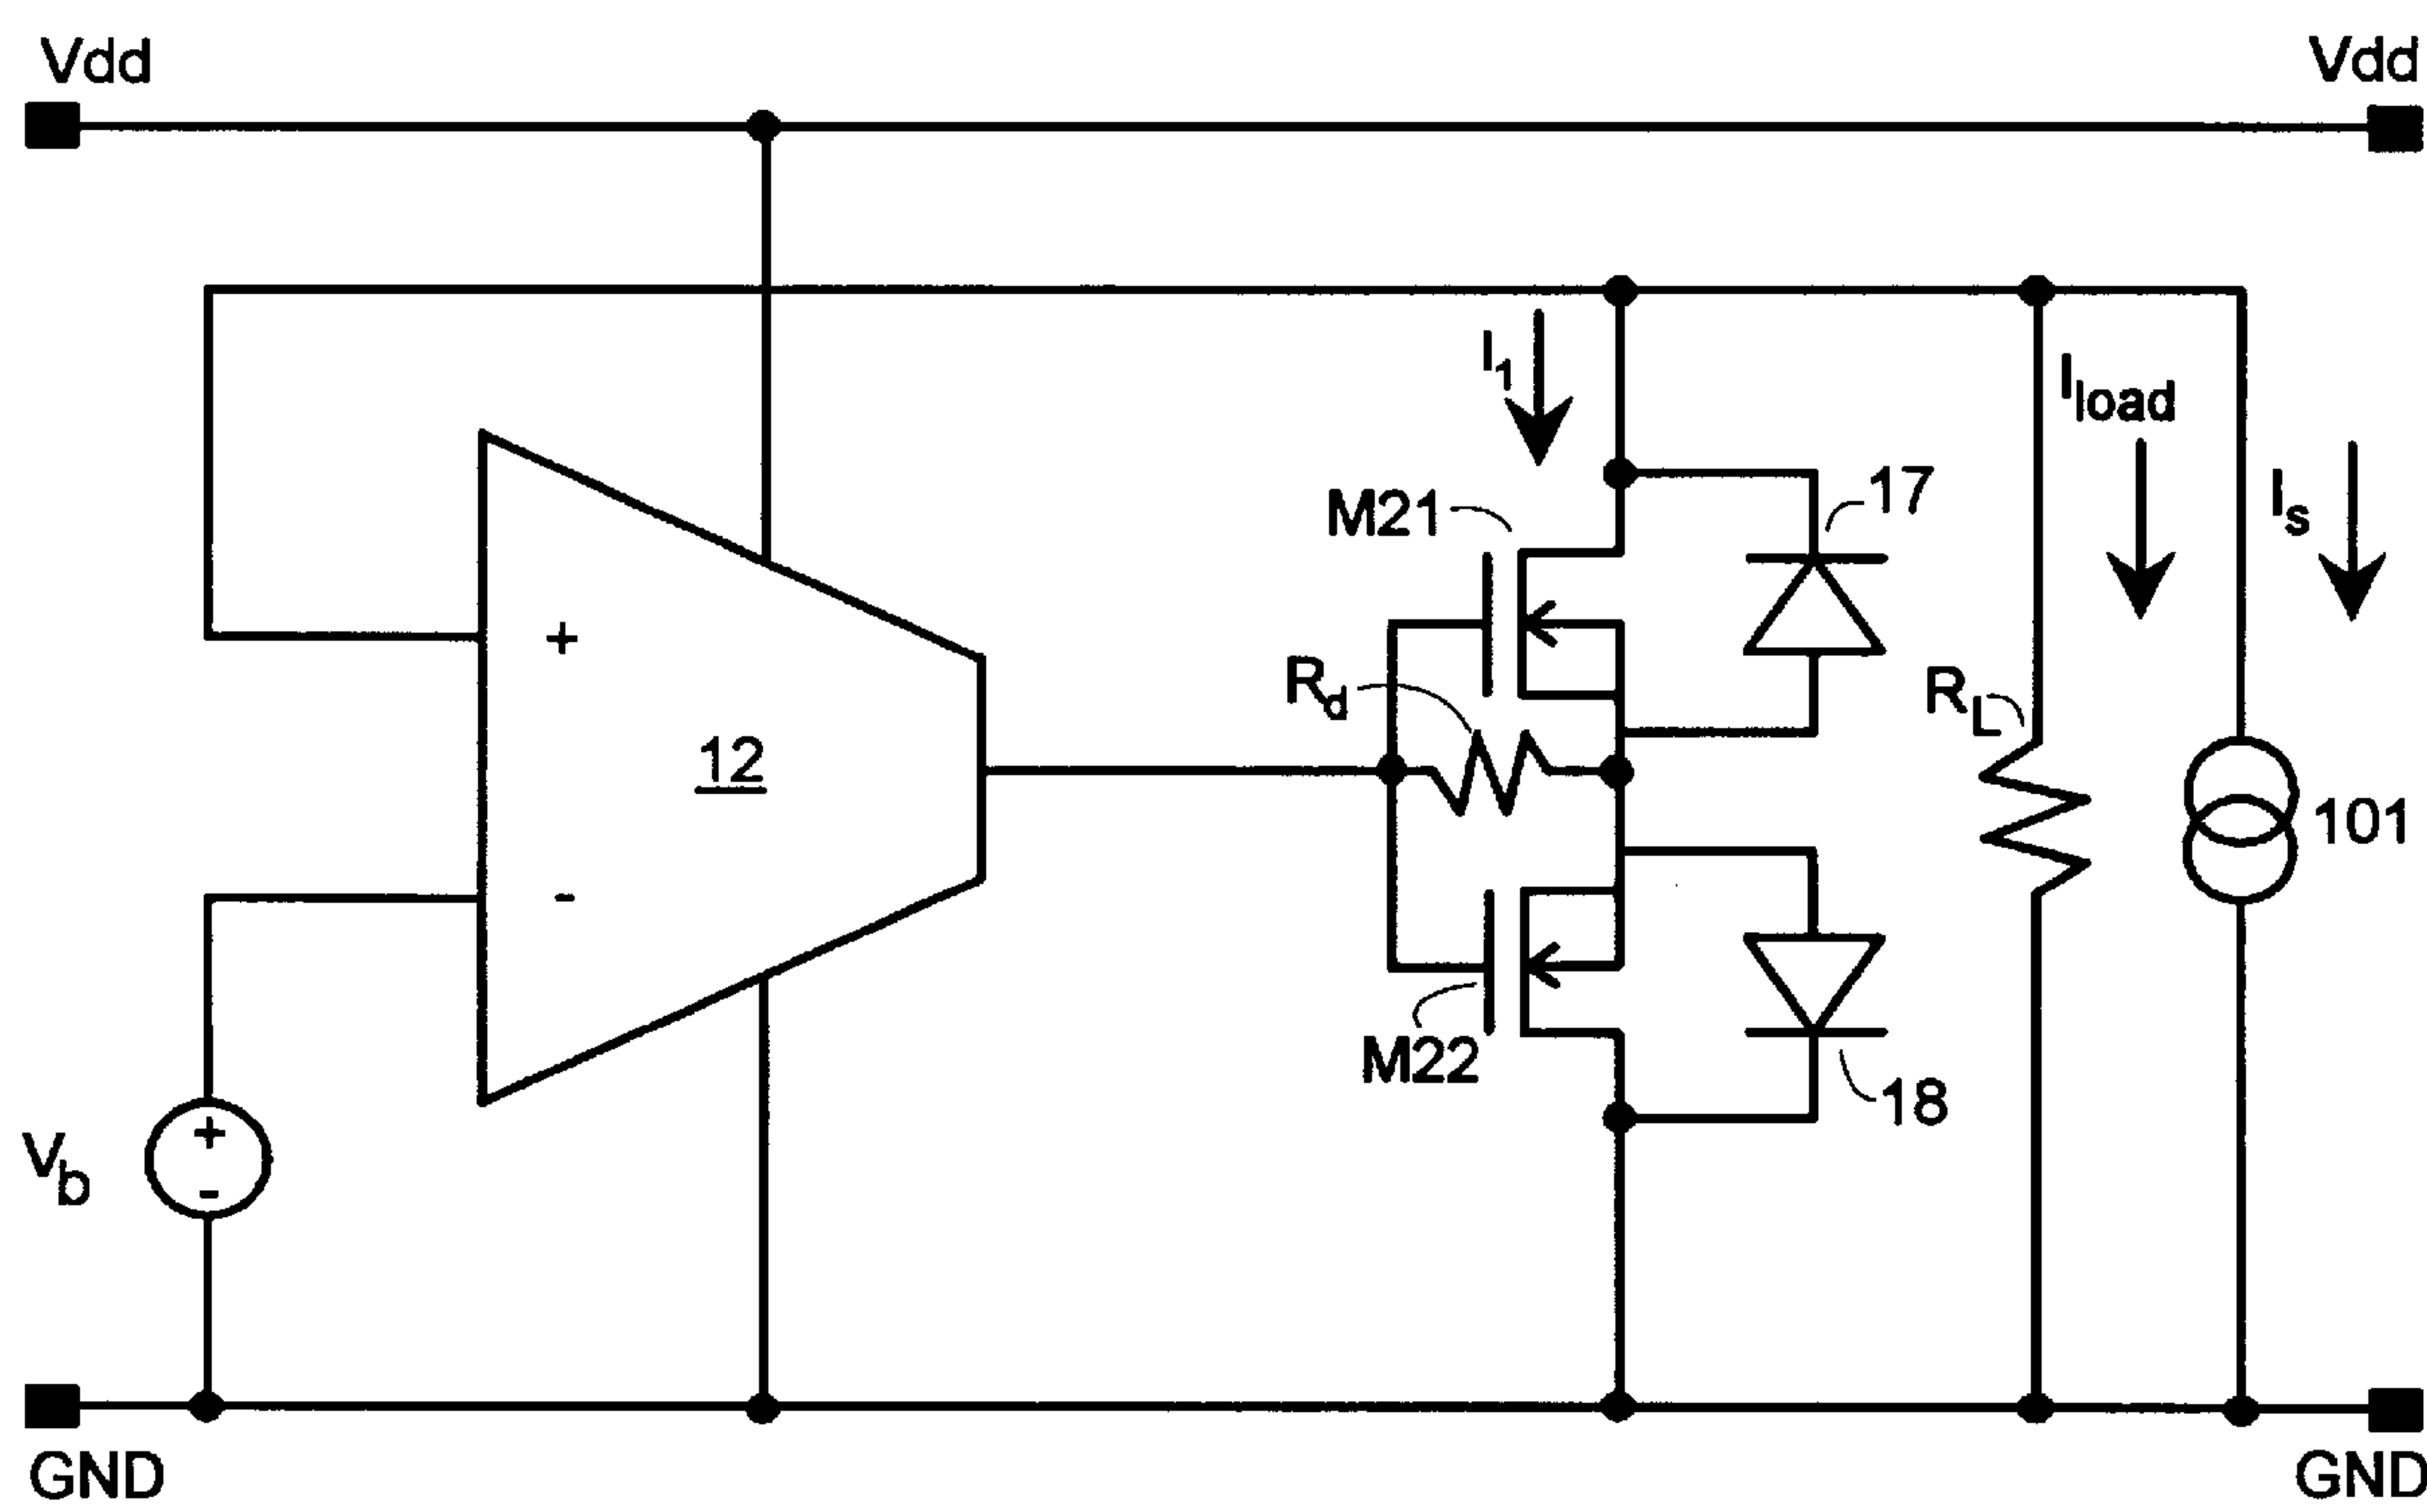 Vdd
Vdd
I1
Iload
Is
M21
17
+
Rd
RL
12
101
-
M22
18
Vb
+
-
GND
GND